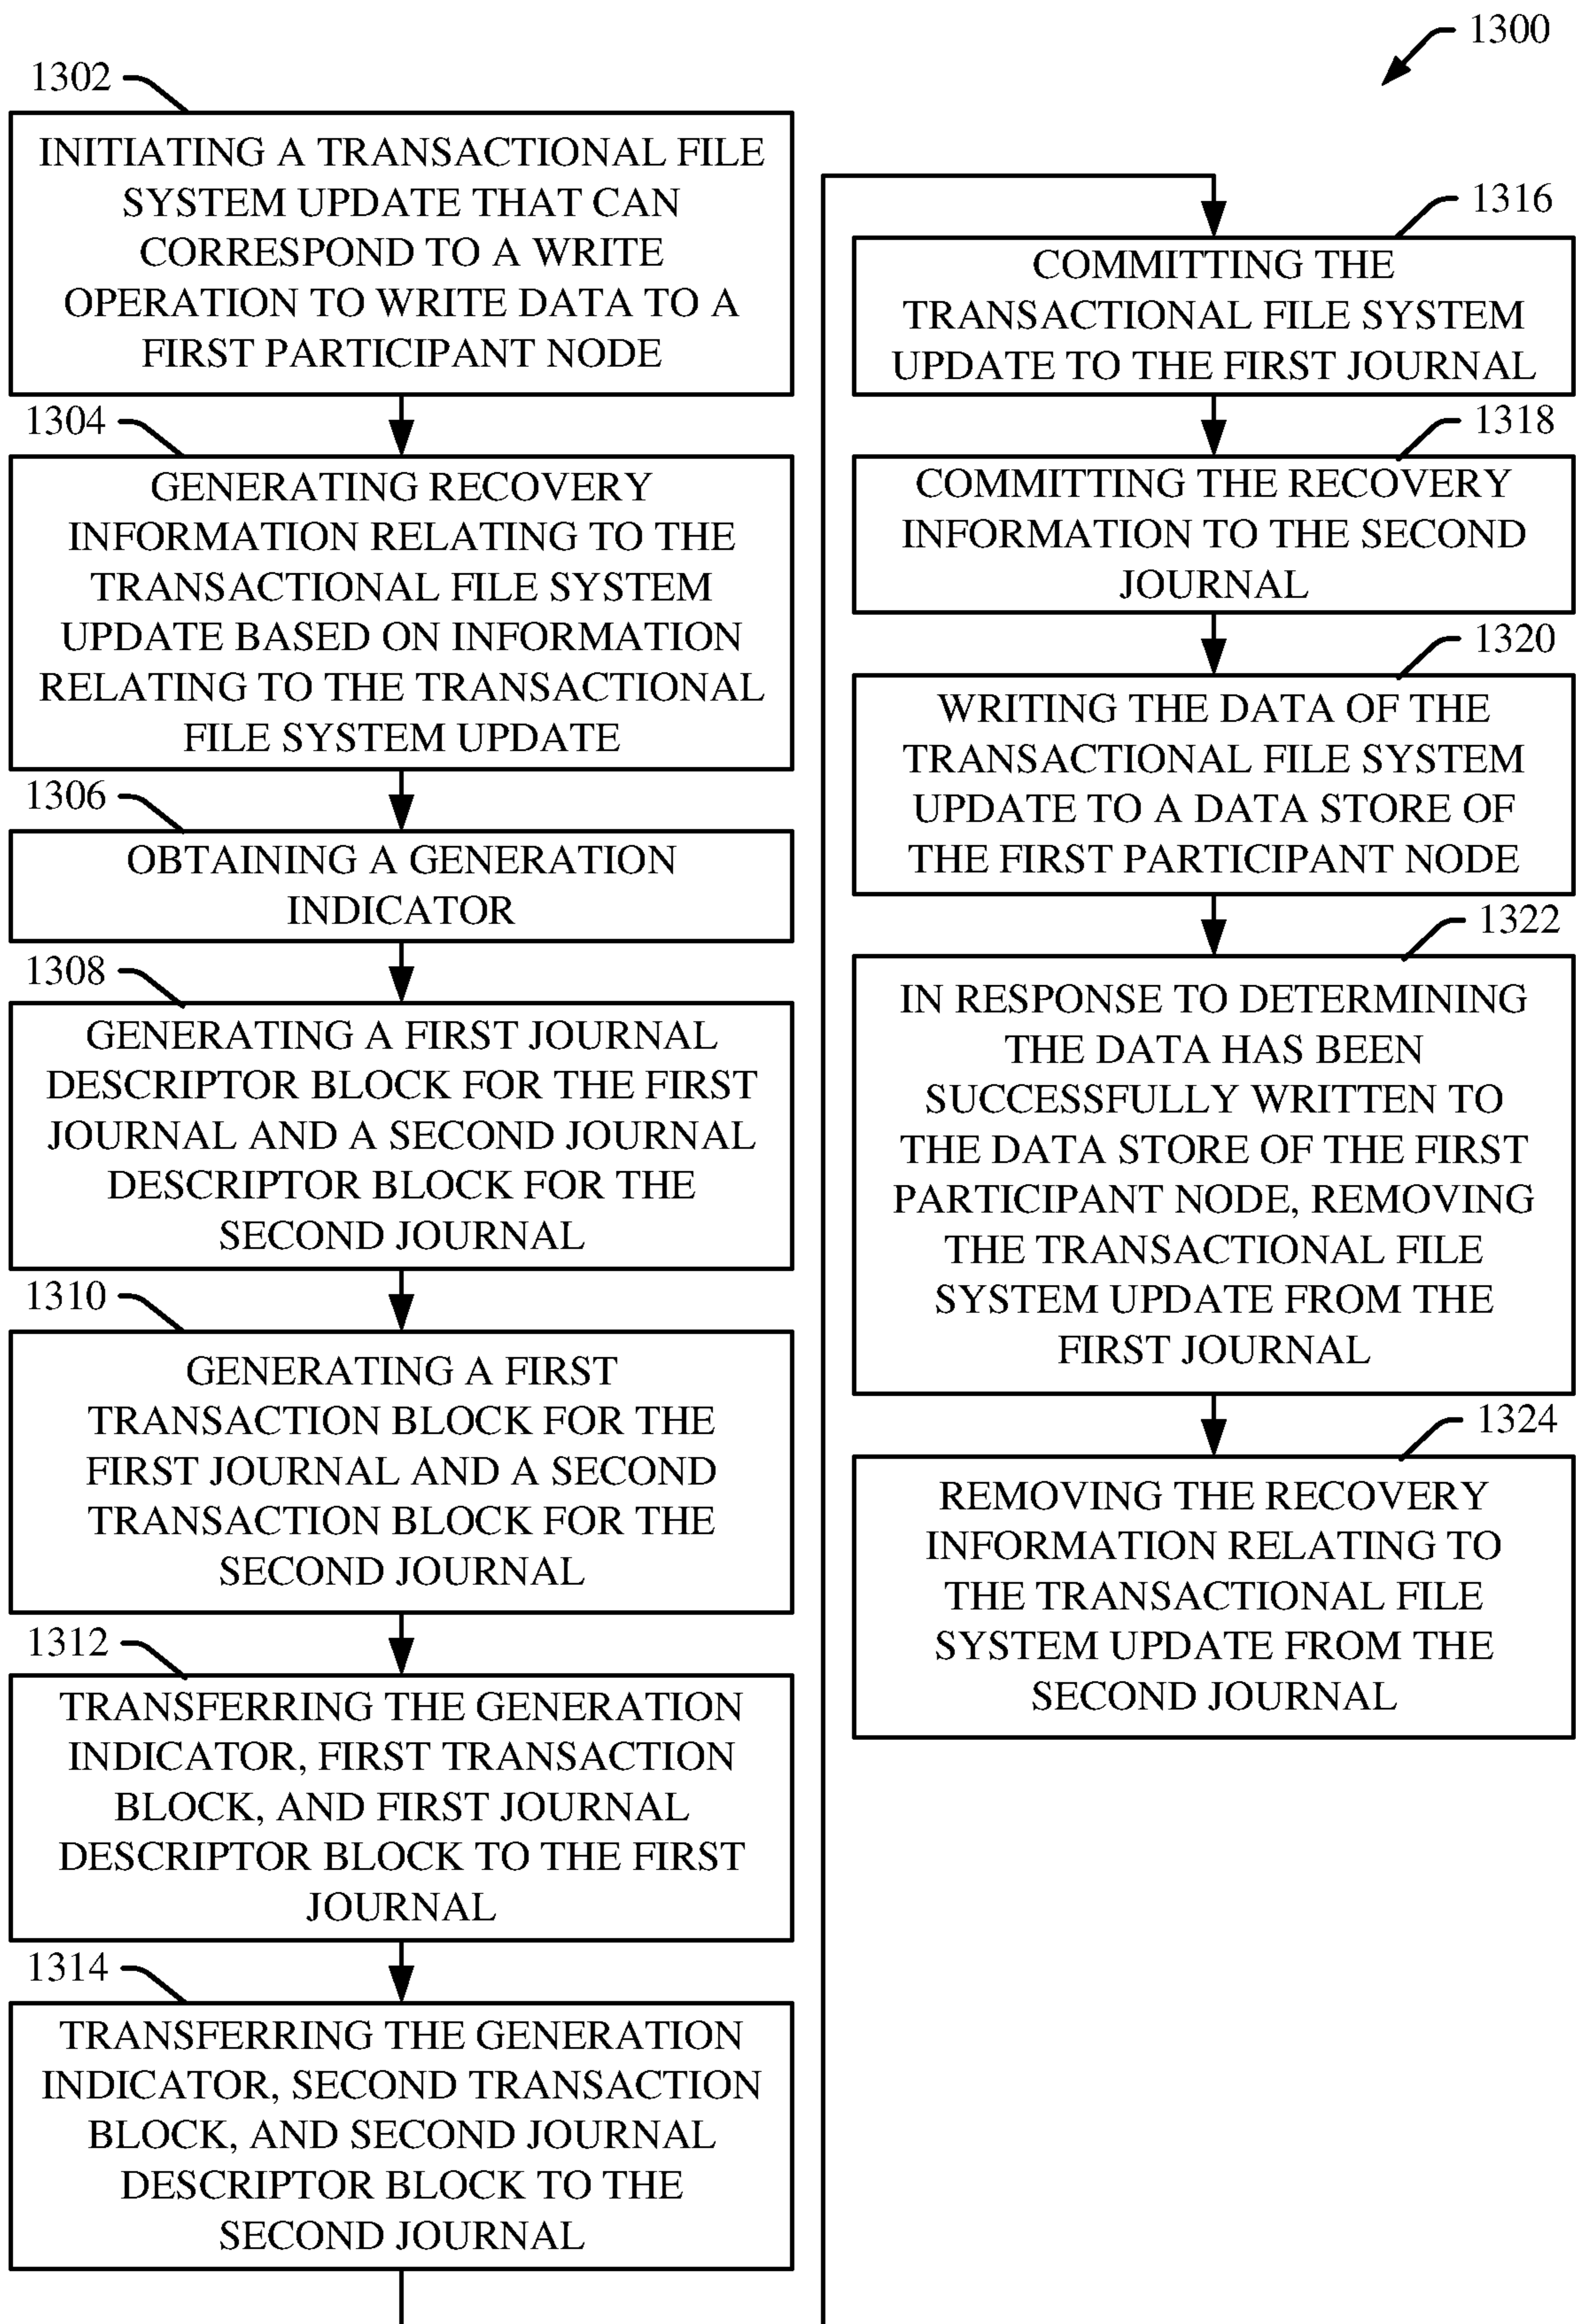 1300
1302
INITIATING A TRANSACTIONAL FILE
SYSTEM UPDATE THAT CAN
CORRESPOND TO A WRITE
OPERATION TO WRITE DATA TO A
FIRST PARTICIPANT NODE
1304
GENERATING RECOVERY
INFORMATION RELATING TO THE
TRANSACTIONAL FILE SYSTEM
UPDATE BASED ON INFORMATION
RELATING TO THE TRANSACTIONAL
FILE SYSTEM UPDATE
1306
OBTAINING A GENERATION
INDICATOR
1308
GENERATING A FIRST JOURNAL
DESCRIPTOR BLOCK FOR THE FIRST
JOURNAL AND A SECOND JOURNAL
DESCRIPTOR BLOCK FOR THE
SECOND JOURNAL
1310
GENERATING A FIRST
TRANSACTION BLOCK FOR THE
FIRST JOURNAL AND A SECOND
TRANSACTION BLOCK FOR THE
SECOND JOURNAL
1312
TRANSFERRING THE GENERATION
INDICATOR, FIRST TRANSACTION
BLOCK, AND FIRST JOURNAL
DESCRIPTOR BLOCK TO THE FIRST
JOURNAL
1314
TRANSFERRING THE GENERATION
INDICATOR, SECOND TRANSACTION
BLOCK, AND SECOND JOURNAL
DESCRIPTOR BLOCK TO THE
SECOND JOURNAL
1316
COMMITTING THE
TRANSACTIONAL FILE SYSTEM
UPDATE TO THE FIRST JOURNAL
1318
COMMITTING THE RECOVERY
INFORMATION TO THE SECOND
JOURNAL
1320
WRITING THE DATA OF THE
TRANSACTIONAL FILE SYSTEM
UPDATE TO A DATA STORE OF
THE FIRST PARTICIPANT NODE
1322
IN RESPONSE TO DETERMINING
THE DATA HAS BEEN
SUCCESSFULLY WRITTEN TO
THE DATA STORE OF THE FIRST
PARTICIPANT NODE, REMOVING
THE TRANSACTIONAL FILE
SYSTEM UPDATE FROM THE
FIRST JOURNAL
1324
REMOVING THE RECOVERY
INFORMATION RELATING TO
THE TRANSACTIONAL FILE
SYSTEM UPDATE FROM THE
SECOND JOURNAL